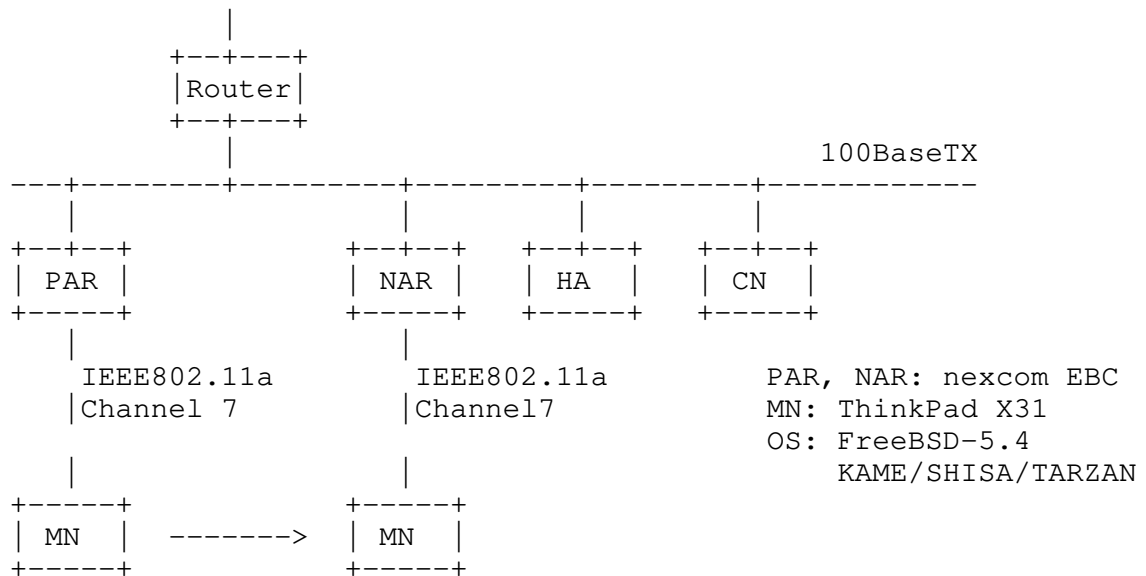 Router
100BaseTX
PAR NAR HA CN
IEEE802.11a IEEE802.11a PAR, NAR: nexcom EBC
Channel 7 Channel7 MN: ThinkPad X31
OS: FreeBSD-5.4
KAME/SHISA/TARZAN
MN -------> MN